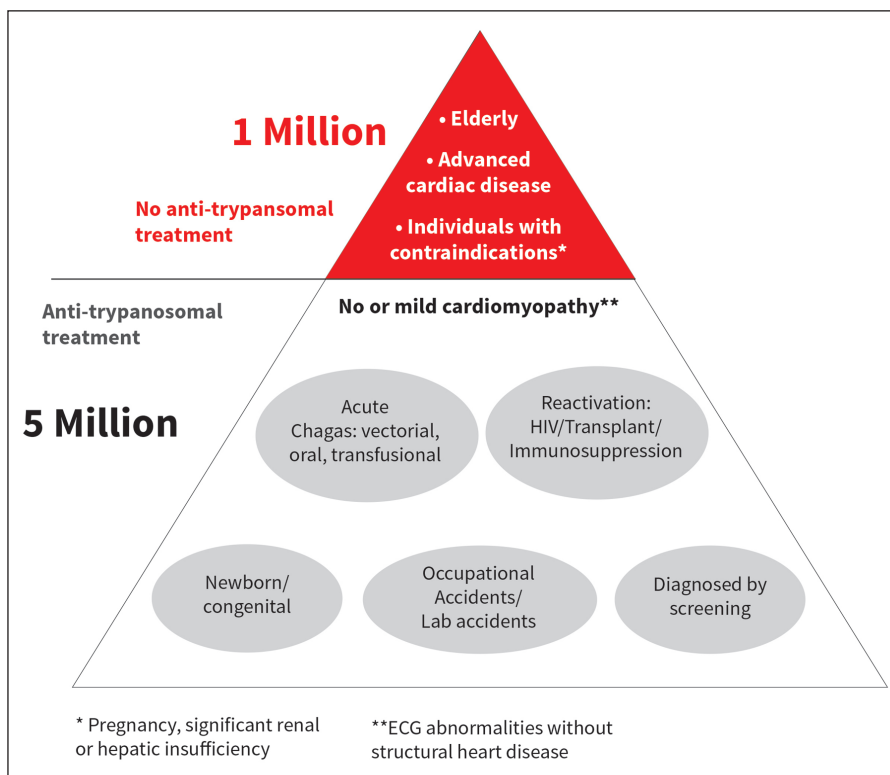 1 Million
• Elderly
• Advanced
cardiac disease
• Individuals with
contraindications*
No anti-trypansomal
treatment
Anti-trypanosomal
treatment
No or mild cardiomyopathy**
5 Million
Acute
Chagas: vectorial,
oral, transfusional
Reactivation:
HIV/Transplant/
Immunosuppression
Newborn/
congenital
Occupational
Accidents/
Lab accidents
Diagnosed by
screening
* Pregnancy, significant renal
or hepatic insufficiency
**ECG abnormalities without
structural heart disease